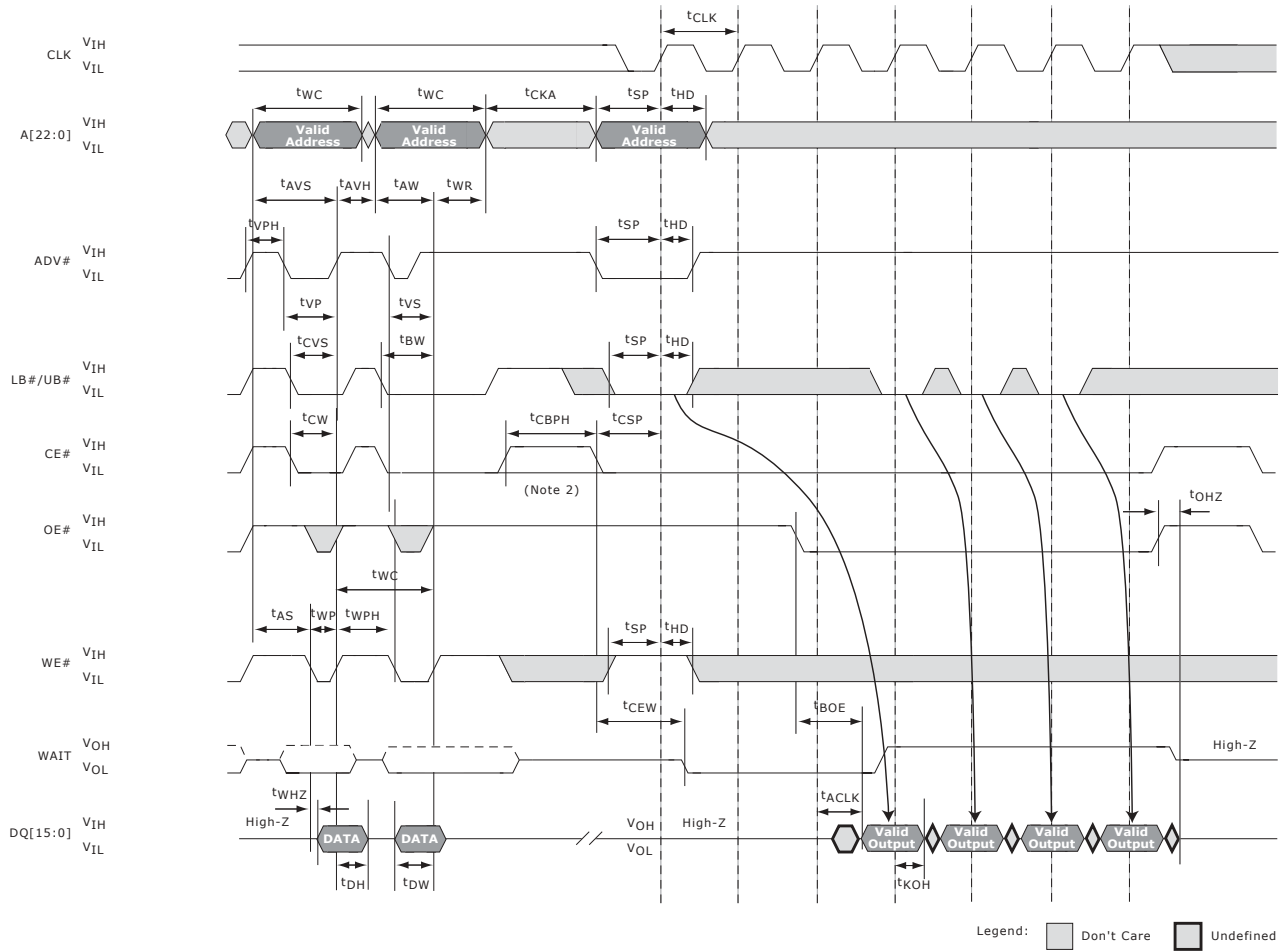 tCLK
CLK VIH
VIL
tWC tWC tCKA tSP tHD
A[22:0] VIH
VIL
Valid Address Valid Address Valid Address
tAVS tAVH tAW tWR
tVPH tSP tHD
ADV# VIH
VIL
tVP tVS
tCVS tBW tSP tHD
LB#/UB# VIH
VIL
tCW tCBPH tCSP
CE# VIH
VIL
(Note 2)
tOHZ
OE# VIH
VIL
tWC
tAS tWP tWPH tSP tHD
WE# VIH
VIL
tCEW tBOE
WAIT VOH
VOL
High-Z
tWHZ tACLK
DQ[15:0] VIH
VIL
High-Z DATA DATA VOH
VOL
High-Z Valid Output Valid Output Valid Output Valid Output
tDH tDW tKOH
Legend: Don't Care Undefined